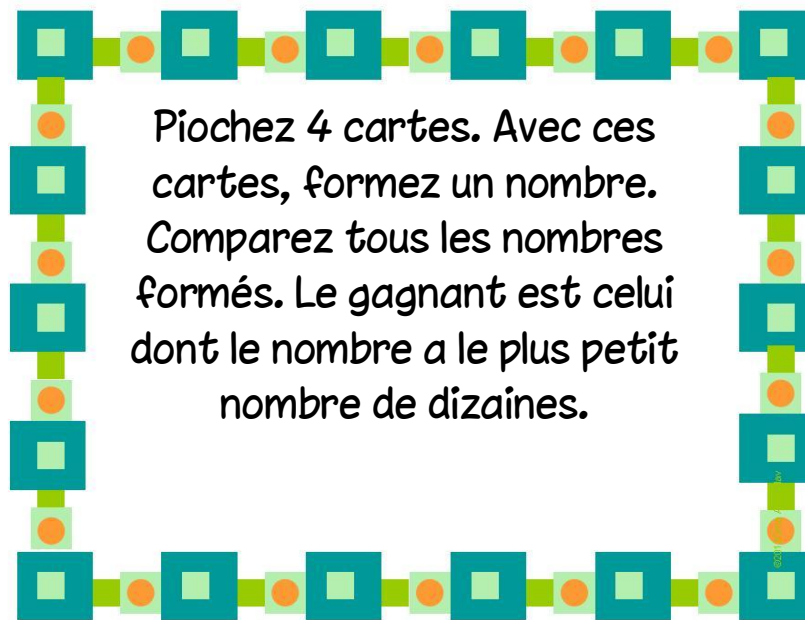 Piochez 4 cartes. Avec ces
cartes, formez un nombre.
Comparez tous les nombres
formés. Le gagnant est celui
dont le nombre a le plus petit
nombre de dizaines.